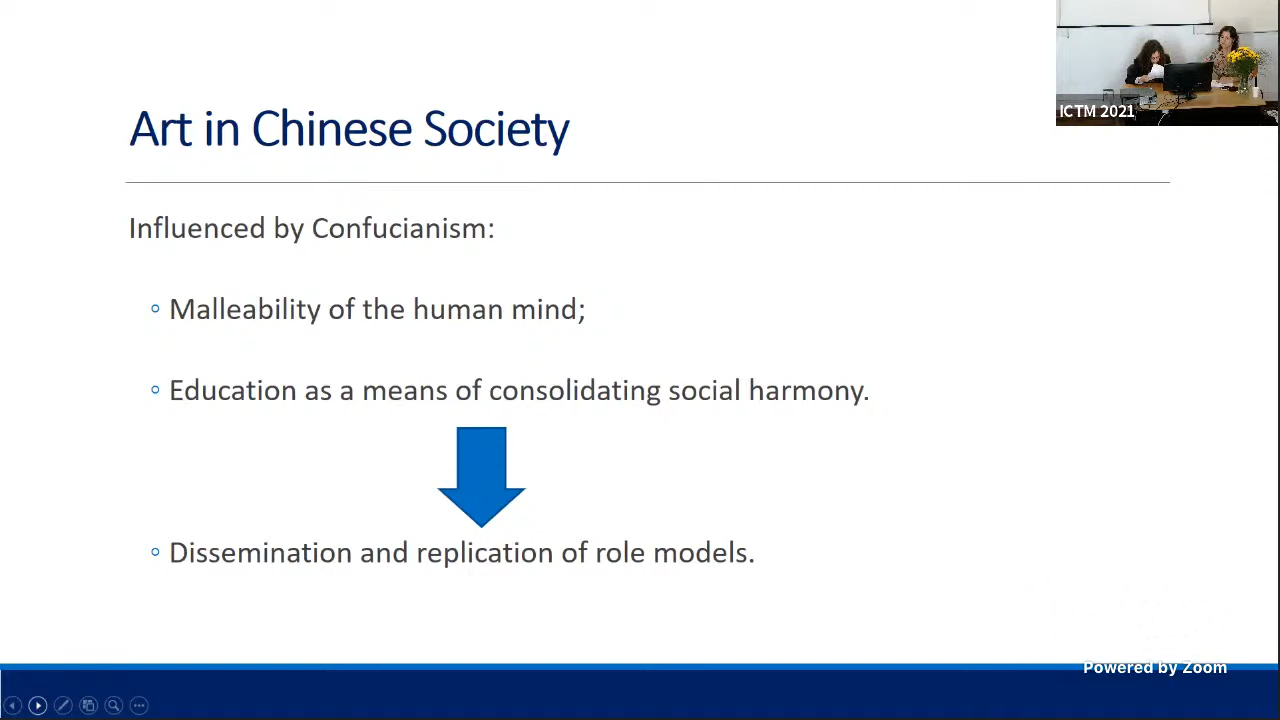 ICTM 2021
Art in Chinese Society
Influenced by Confucianism:
◦ Malleability of the human mind;
◦ Education as a means of consolidating social harmony.
◦ Dissemination and replication of role models.
Powered by Zoom